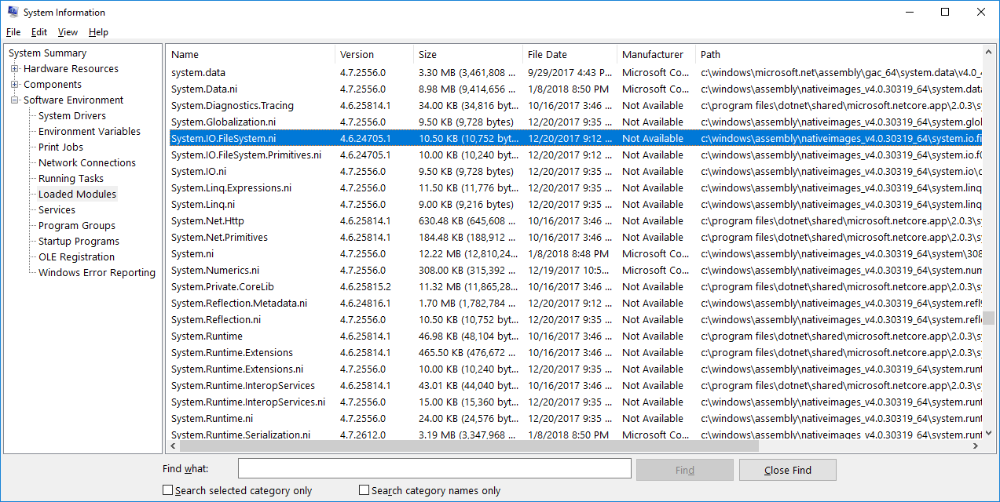 System Information
File Edit View Help
System Summary
Hardware Resources
Components
Software Environment
System Drivers
Environment Variables
Print Jobs
Network Connections
Running Tasks
Loaded Modules
Services
Program Groups
Startup Programs
OLE Registration
Windows Error Reporting
Name Version Size File Date Manufacturer Path
system.data 4.7.2556.0 3.30 MB (3,461,808 ... 9/29/2017 4:43 P... Microsoft Co... c:\windows\microsoft.net\assembly\gac_64\system.data\v4.0_4
System.Data.ni 4.7.2556.0 8.98 MB (9,414,656 ... 1/8/2018 8:50 PM Microsoft Co... c:\windows\assembly\nativeimages_v4.0.30319_64\system.data
System.Diagnostics.Tracing 4.6.25814.1 34.00 KB (34,816 byt... 10/16/2017 3:46 ... Not Available c:\program files\dotnet\shared\microsoft.netcore.app\2.0.3\s
System.Globalization.ni 4.7.2556.0 9.50 KB (9,728 bytes) 12/20/2017 9:35 ... Not Available c:\windows\assembly\nativeimages_v4.0.30319_64\system.glo
System.IO.FileSystem.ni 4.6.24705.1 10.50 KB (10,752 byt... 12/20/2017 9:12 ... Not Available c:\windows\assembly\nativeimages_v4.0.30319_64\system.io.fi
System.IO.FileSystem.Primitives.ni 4.6.24705.1 10.00 KB (10,240 byt... 12/20/2017 9:12 ... Not Available c:\windows\assembly\nativeimages_v4.0.30319_64\system.io.f0
System.IO.ni 4.7.2556.0 9.50 KB (9,728 bytes) 12/20/2017 9:35 ... Not Available c:\windows\assembly\nativeimages_v4.0.30319_64\system.io\c
System.Linq.Expressions.ni 4.7.2556.0 11.50 KB (11,776 byt... 12/20/2017 9:35 ... Not Available c:\windows\assembly\nativeimages_v4.0.30319_64\system.linq
System.Linq.ni 4.7.2556.0 9.00 KB (9,216 bytes) 12/20/2017 9:35 ... Not Available c:\windows\assembly\nativeimages_v4.0.30319_64\system.linq
System.Net.Http 4.6.25814.1 630.48 KB (645,608 ... 10/16/2017 3:46 ... Not Available c:\program files\dotnet\shared\microsoft.netcore.app\2.0.3\s
System.Net.Primitives 4.6.25814.1 184.48 KB (188,912 ... 10/16/2017 3:46 ... Not Available c:\program files\dotnet\shared\microsoft.netcore.app\2.0.3\s
System.ni 4.7.2556.0 12.22 MB (12,810,24... 1/8/2018 8:48 PM Microsoft Co... c:\windows\assembly\nativeimages_v4.0.30319_64\system\308
System.Numerics.ni 4.7.2556.0 308.00 KB (315,392 ... 12/19/2017 10:5... Microsoft Co... c:\windows\assembly\nativeimages_v4.0.30319_64\system.num
System.Private.CoreLib 4.6.25815.2 11.32 MB (11,865,28... 10/16/2017 3:46 ... Not Available c:\program files\dotnet\shared\microsoft.netcore.app\2.0.3\s
System.Reflection.Metadata.ni 4.6.24816.1 1.70 MB (1,782,784 ... 12/20/2017 9:12 ... Not Available c:\windows\assembly\nativeimages_v4.0.30319_64\system.refl9
System.Reflection.ni 4.7.2556.0 10.50 KB (10,752 byt... 12/20/2017 9:35 ... Not Available c:\windows\assembly\nativeimages_v4.0.30319_64\system.refle
System.Runtime 4.6.25814.1 46.98 KB (48,104 byt... 10/16/2017 3:46 ... Not Available c:\program files\dotnet\shared\microsoft.netcore.app\2.0.3\s
System.Runtime.Extensions 4.6.25814.1 465.50 KB (476,672 ... 10/16/2017 3:46 ... Not Available c:\program files\dotnet\shared\microsoft.netcore.app\2.0.3\s
System.Runtime.Extensions.ni 4.7.2556.0 10.00 KB (10,240 byt... 12/20/2017 9:35 ... Not Available c:\windows\assembly\nativeimages_v4.0.30319_64\system.runt
System.Runtime.InteropServices 4.6.25814.1 43.01 KB (44,040 byt... 10/16/2017 3:46 ... Not Available c:\program files\dotnet\shared\microsoft.netcore.app\2.0.3\s
System.Runtime.InteropServices.ni 4.7.2556.0 15.00 KB (15,360 byt... 12/20/2017 9:35 ... Not Available c:\windows\assembly\nativeimages_v4.0.30319_64\system.runt
System.Runtime.ni 4.7.2556.0 24.00 KB (24,576 byt... 12/20/2017 9:35 ... Not Available c:\windows\assembly\nativeimages_v4.0.30319_64\system.runt
System.Runtime.Serialization.ni 4.7.2612.0 3.19 MB (3,347,968 ... 1/8/2018 8:50 PM Microsoft Co... c:\windows\assembly\nativeimages_v4.0.30319_64\system.runt
Find what: Find Close Find
Search selected category only Search category names only